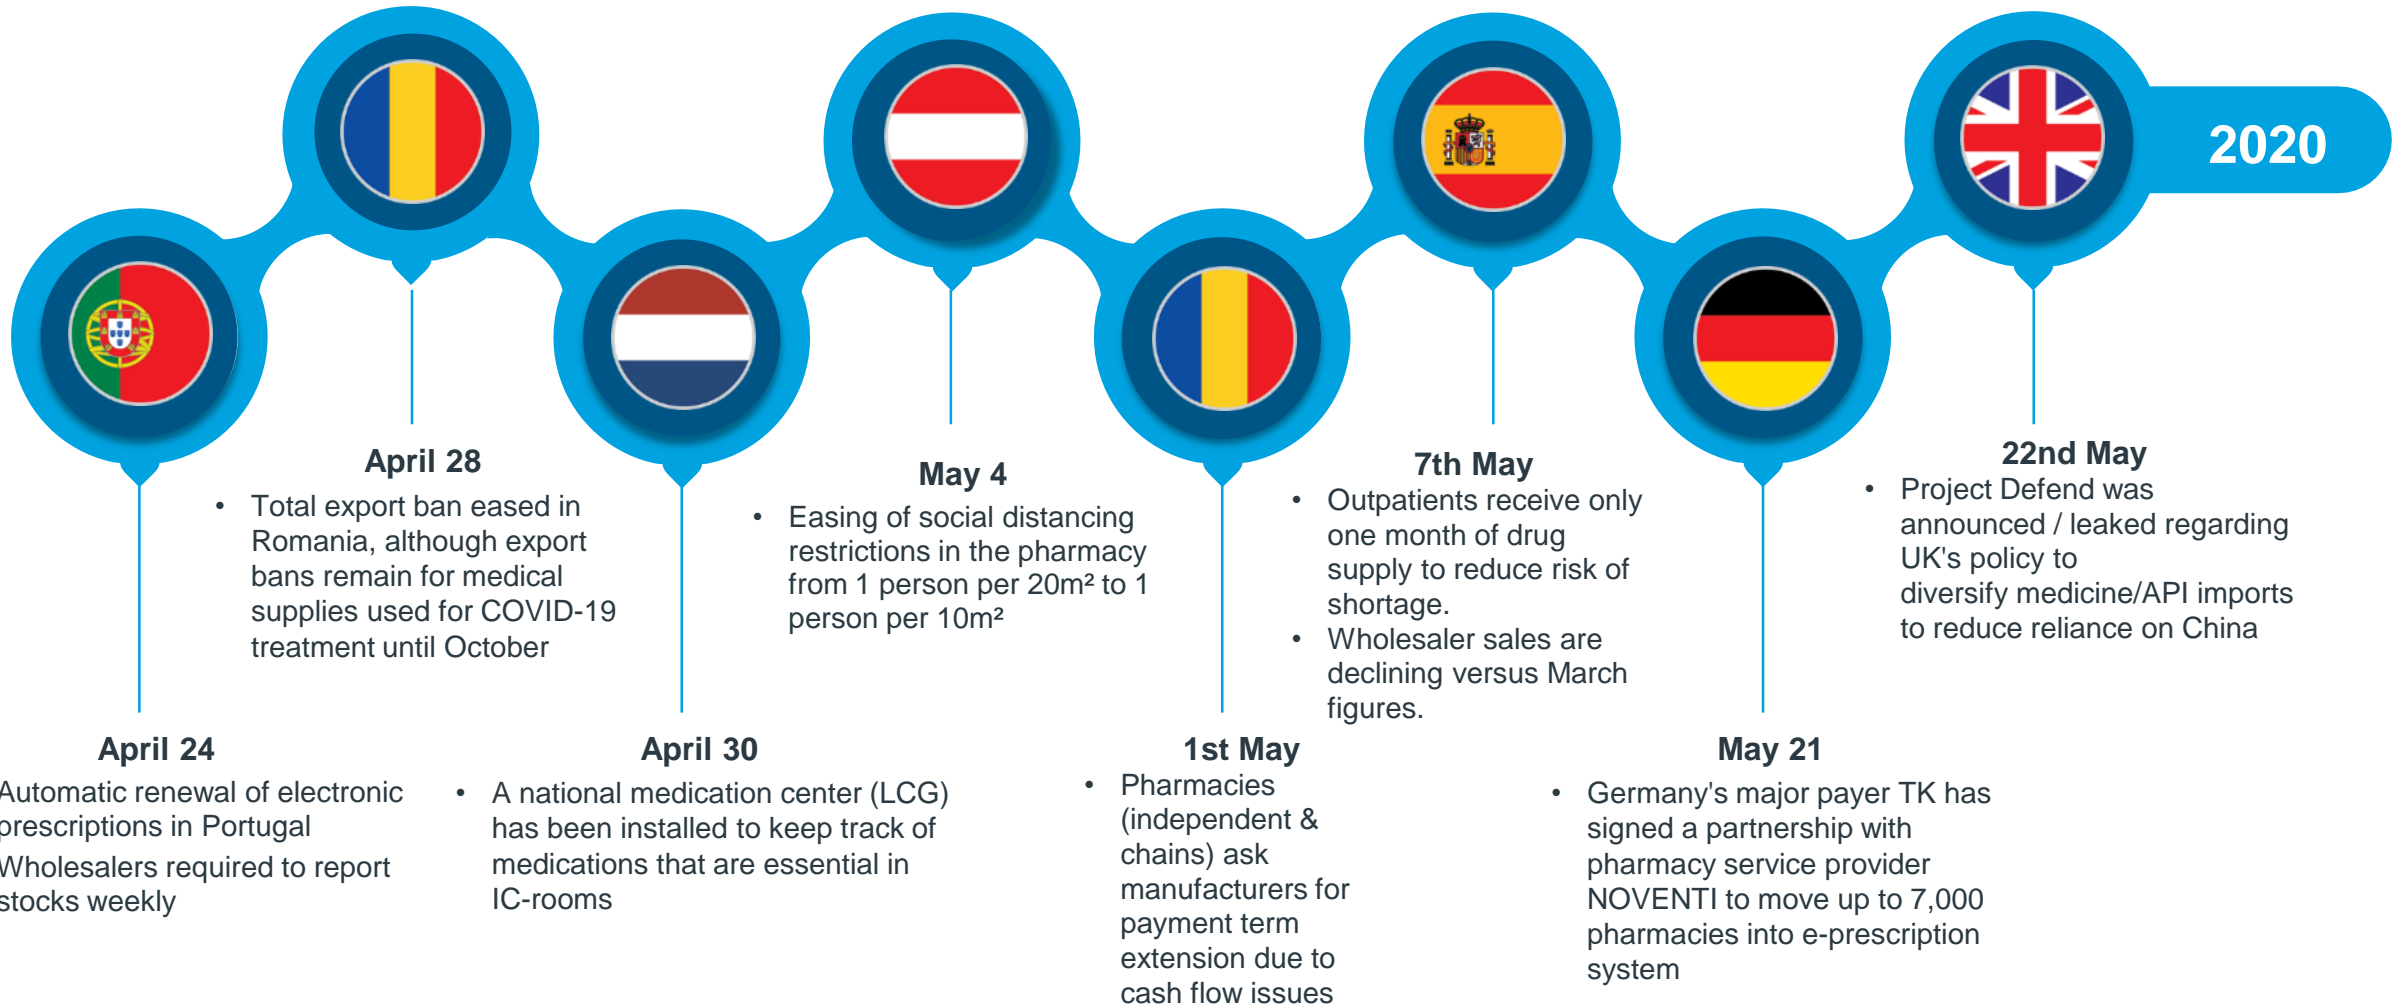 2020
April 28
• Total export ban eased in
Romania, although export
bans remain for medical
supplies used for COVID-19
treatment until October
May 4
• Easing of social distancing
restrictions in the pharmacy
from 1 person per 20m² to 1
person per 10m²
7th May
• Outpatients receive only
one month of drug
supply to reduce risk of
shortage.
• Wholesaler sales are
declining versus March
figures.
22nd May
• Project Defend was
announced / leaked regarding
UK's policy to
diversify medicine/API imports
to reduce reliance on China
April 24
Automatic renewal of electronic
prescriptions in Portugal
Wholesalers required to report
stocks weekly
April 30
• A national medication center (LCG)
has been installed to keep track of
medications that are essential in
IC-rooms
1st May
• Pharmacies
(independent &
chains) ask
manufacturers for
payment term
extension due to
cash flow issues
May 21
• Germany's major payer TK has
signed a partnership with
pharmacy service provider
NOVENTI to move up to 7,000
pharmacies into e-prescription
system